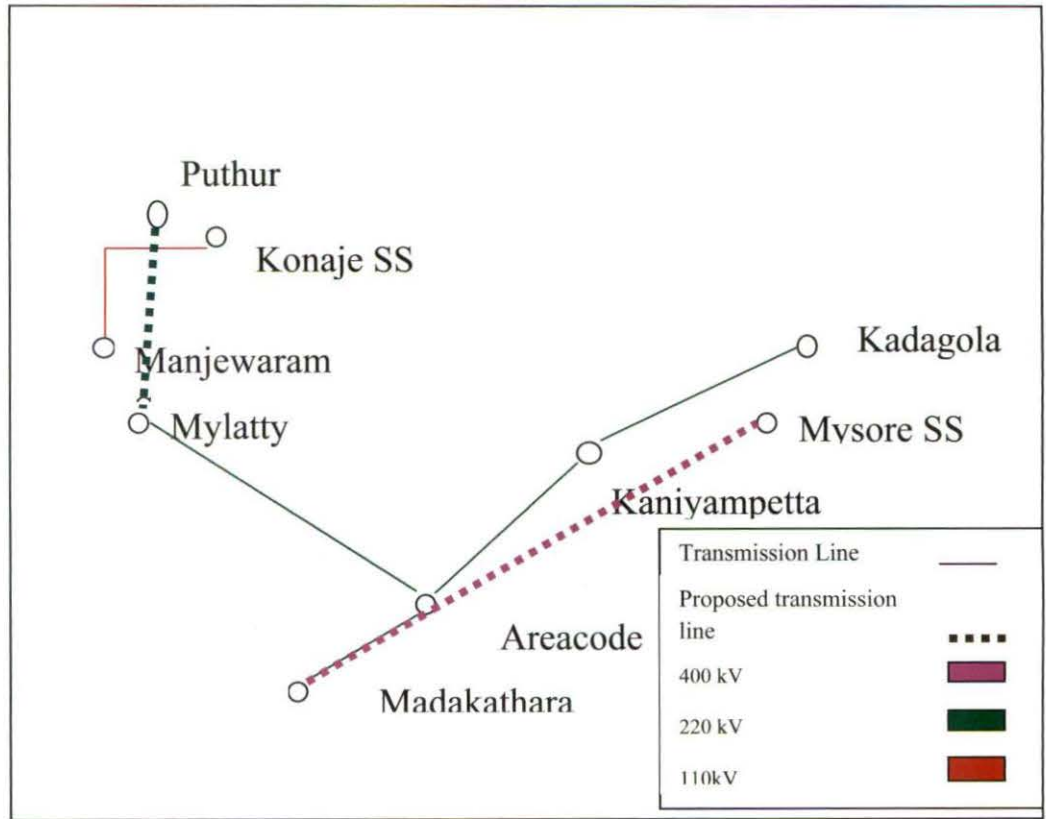 Puthur
Konaje SS
Manjewaram
Kadagola
Mylatty
Mysore SS
Kaniyampetta
Areacode
Madakathara
Transmission Line
Proposed transmission
line
400 kV
220 kV
110kV